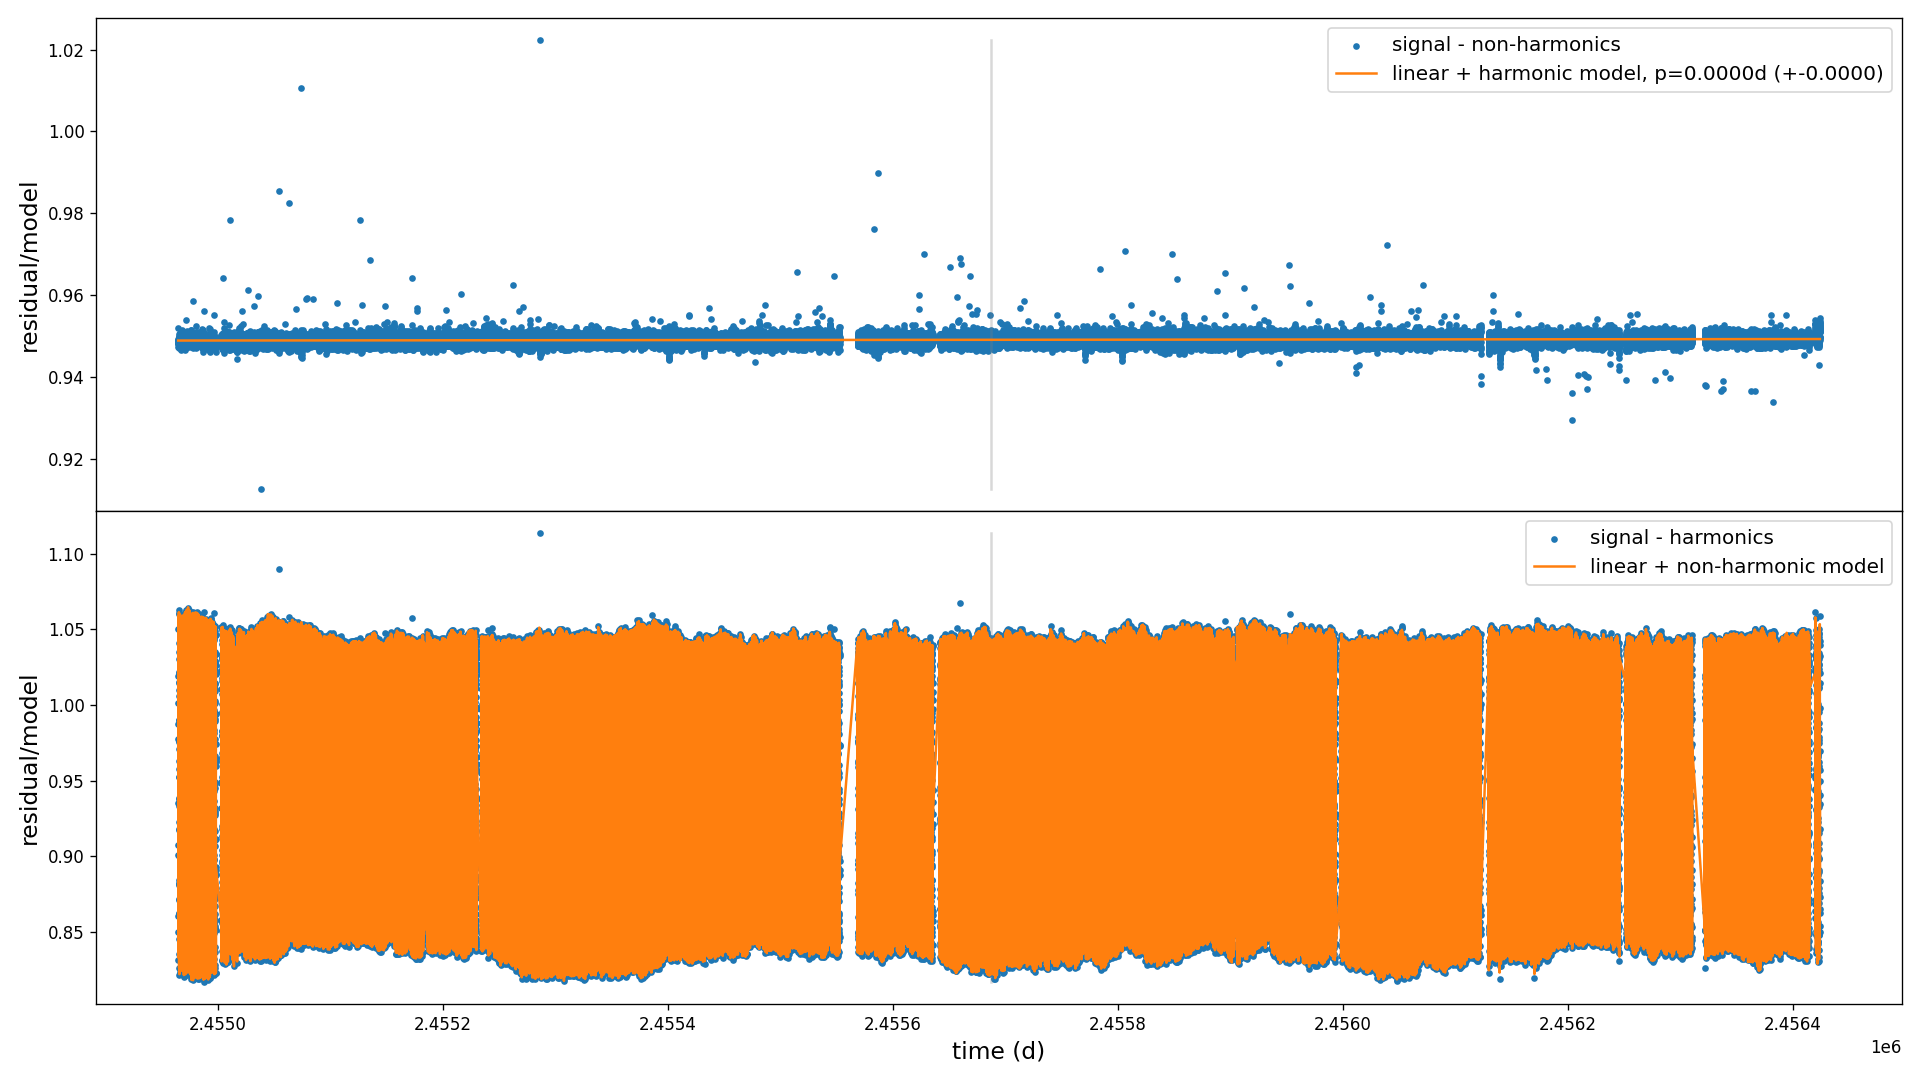 1.02
1.00
0.98
0.96
0.94
0.92
residual/model
signal - non-harmonics
linear + harmonic model, p=0.0000d (+-0.0000)
1.10
1.05
1.00
0.95
0.90
0.85
residual/model
signal - harmonics
linear + non-harmonic model
2.4550 2.4552 2.4554 2.4556 2.4558 2.4560 2.4562 2.4564
1e6
time (d)